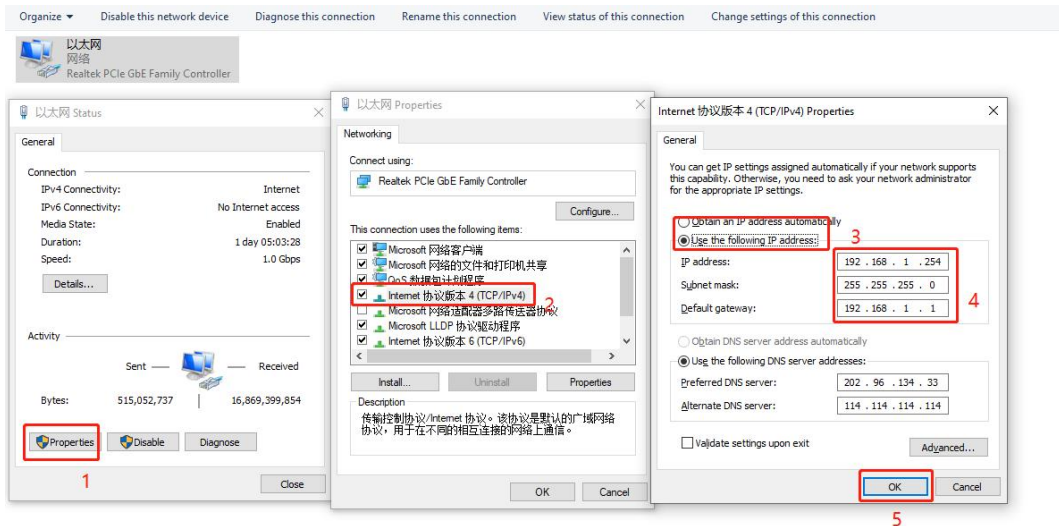 Organize Disable this network device Diagnose this connection Rename this connection View status of this connection Change settings of this connection
以太网
网络
Realtek PCIe GbE Family Controller
以太网 Status
General
Connection
IPv4 Connectivity: Internet
IPv6 Connectivity: No Internet access
Media State: Enabled
Duration: 1 day 05:03:28
Speed: 1.0 Gbps
Details...
Activity
Sent Received
Bytes: 515,052,737 16,869,399,854
Properties Disable Diagnose
1
Close
以太网 Properties
Networking
Connect using:
Realtek PCIe GbE Family Controller
Configure...
This connection uses the following items:
Microsoft 网络客户端
Microsoft 网络的文件和打印机共享
QoS 数据包计划程序
Internet 协议版本 4 (TCP/IPv4)
2
Microsoft 网络适配器多路传送器协议
Microsoft LLDP 协议驱动程序
Internet 协议版本 6 (TCP/IPv6)
Install... Uninstall Properties
Description
传输控制协议/Internet 协议。该协议是默认的广域网络
协议，用于在不同的相互连接的网络上通信。
OK Cancel
Internet 协议版本 4 (TCP/IPv4) Properties
General
You can get IP settings assigned automatically if your network supports
this capability. Otherwise, you need to ask your network administrator
for the appropriate IP settings.
Obtain an IP address automatically
Use the following IP address:
3
IP address: 192 . 168 . 1 . 254
Subnet mask: 255 . 255 . 255 . 0
4
Default gateway: 192 . 168 . 1 . 1
Obtain DNS server address automatically
Use the following DNS server addresses:
Preferred DNS server: 202 . 96 . 134 . 33
Alternate DNS server: 114 . 114 . 114 . 114
Validate settings upon exit
Advanced...
OK Cancel
5